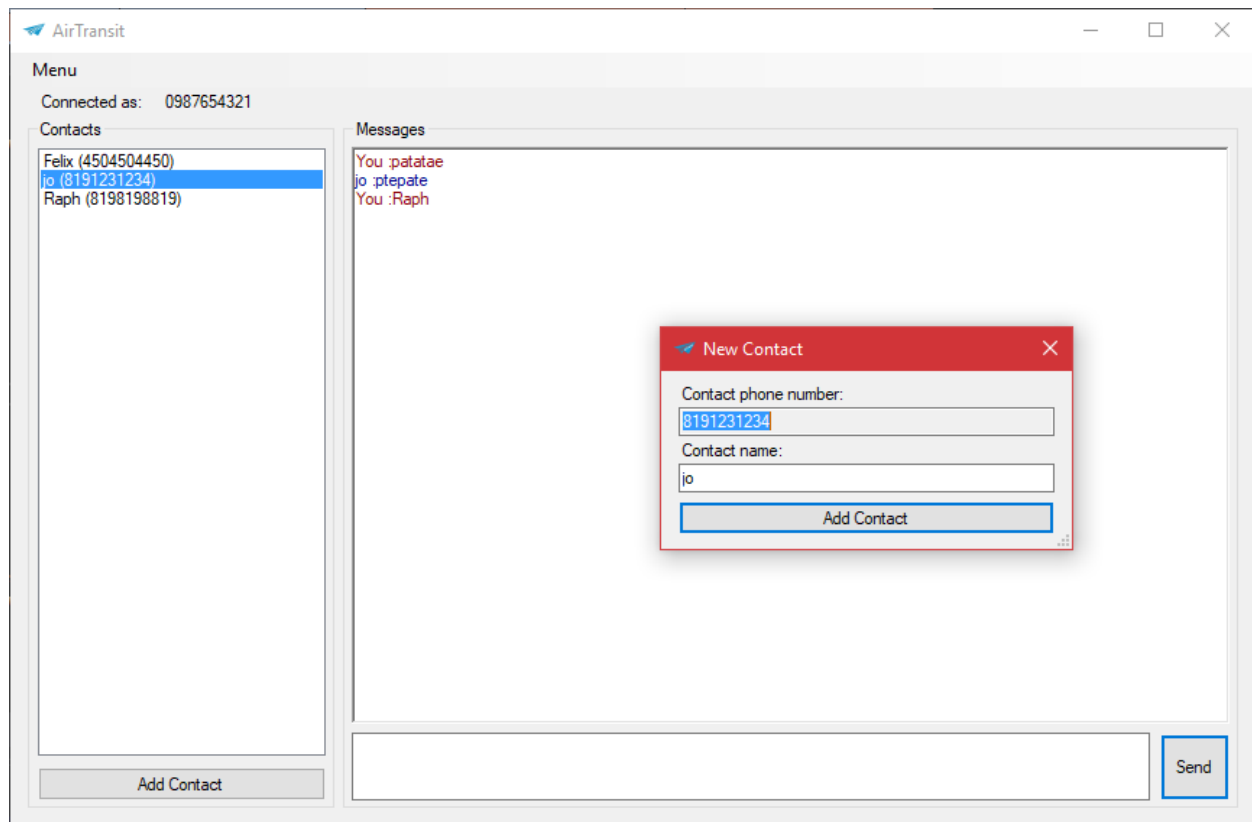 AirTransit
Menu
Connected as: 0987654321
Contacts
Felix (4504504450)
jo (8191231234)
Raph (8198198819)
Add Contact
Messages
You :patatae
jo :ptepate
You :Raph
New Contact
Contact phone number:
8191231234
Contact name:
jo
Add Contact
Send